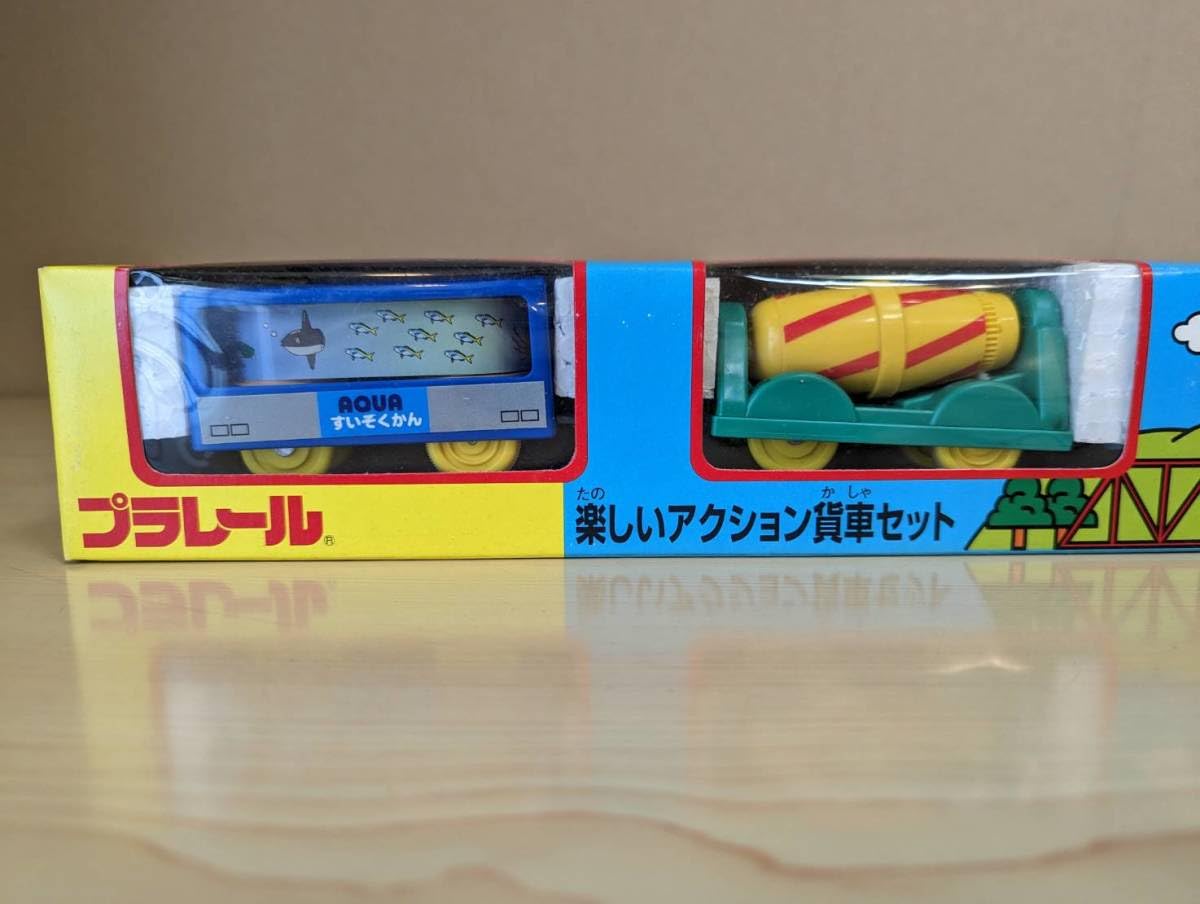 AQUA
すいそくかん
プラレール®
たの か しゃ
楽しいアクション貨車セット